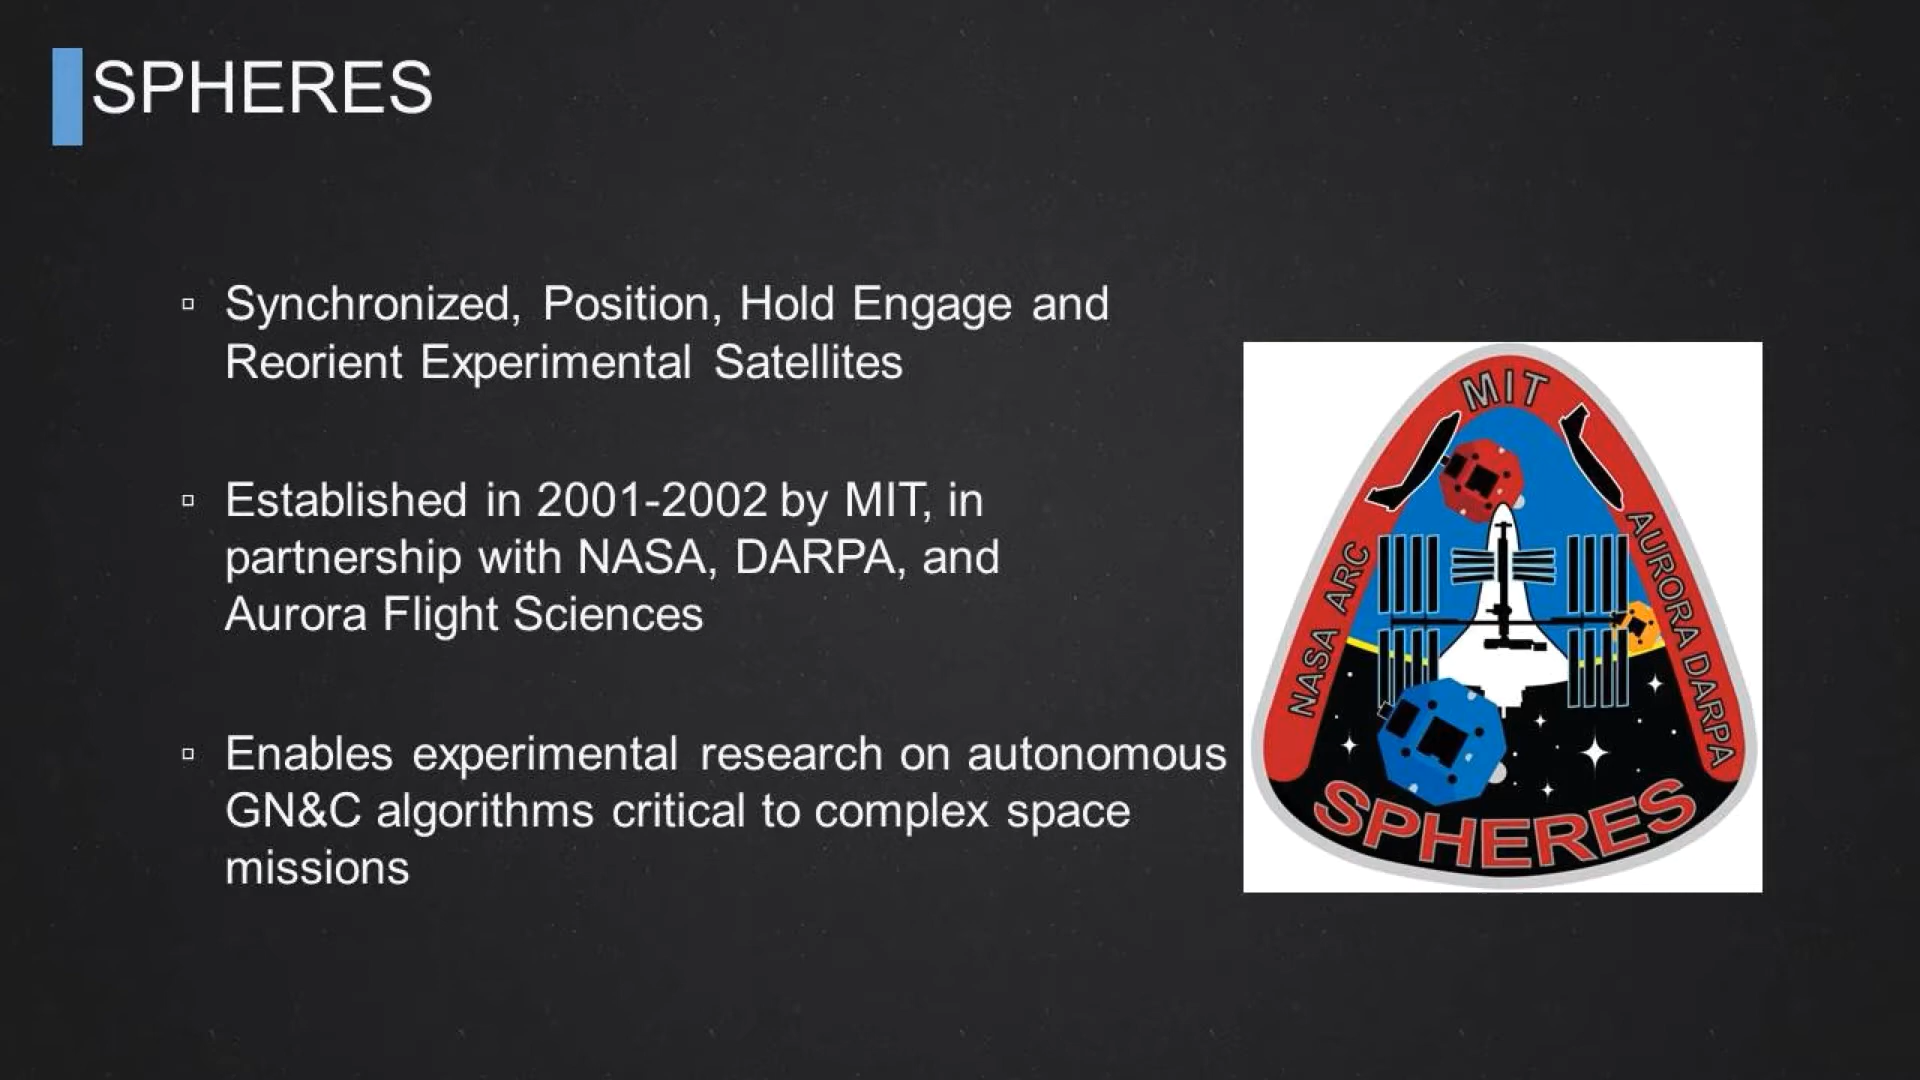 SPHERES
Synchronized, Position, Hold Engage and
Reorient Experimental Satellites
Established in 2001-2002 by MIT, in
partnership with NASA, DARPA, and
Aurora Flight Sciences
Enables experimental research on autonomous
GN&C algorithms critical to complex space
missions
MIT
NASA ARC
AURORA DARPA
SPHERES